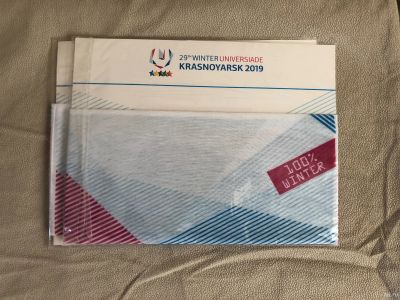 29TH WINTER UNIVERSIADE
KRASNOYARSK 2019
100%
WINTER